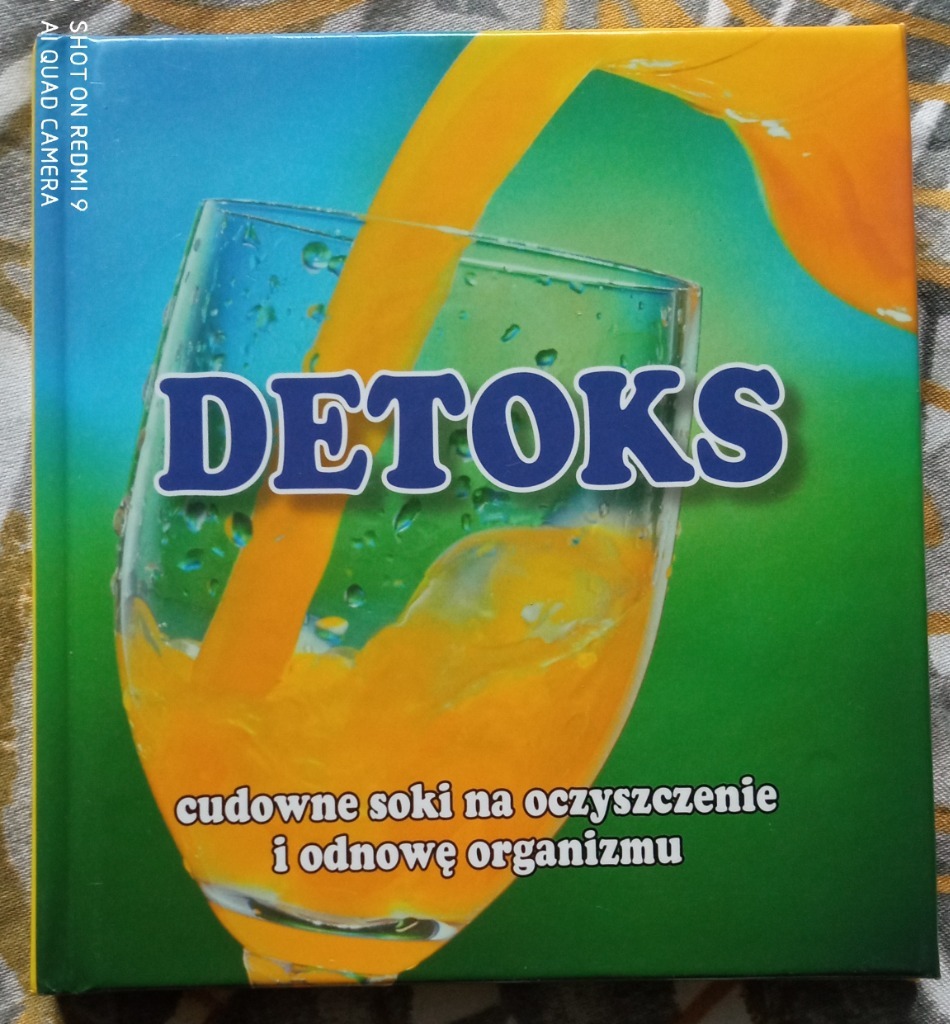 SHOT ON REDMI 9
AI QUAD CAMERA
DETOKS
cudowne soki na oczyszczenie
i odnowę organizmu